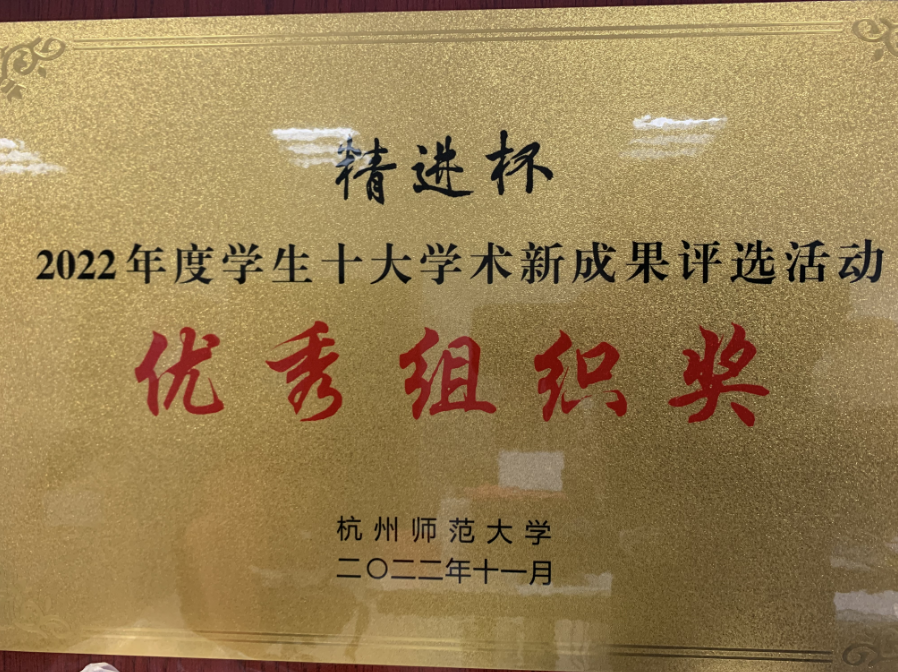 精进杯
2022年度学生十大学术新成果评选活动
优秀组织奖
杭州师范大学
二〇二二年十一月